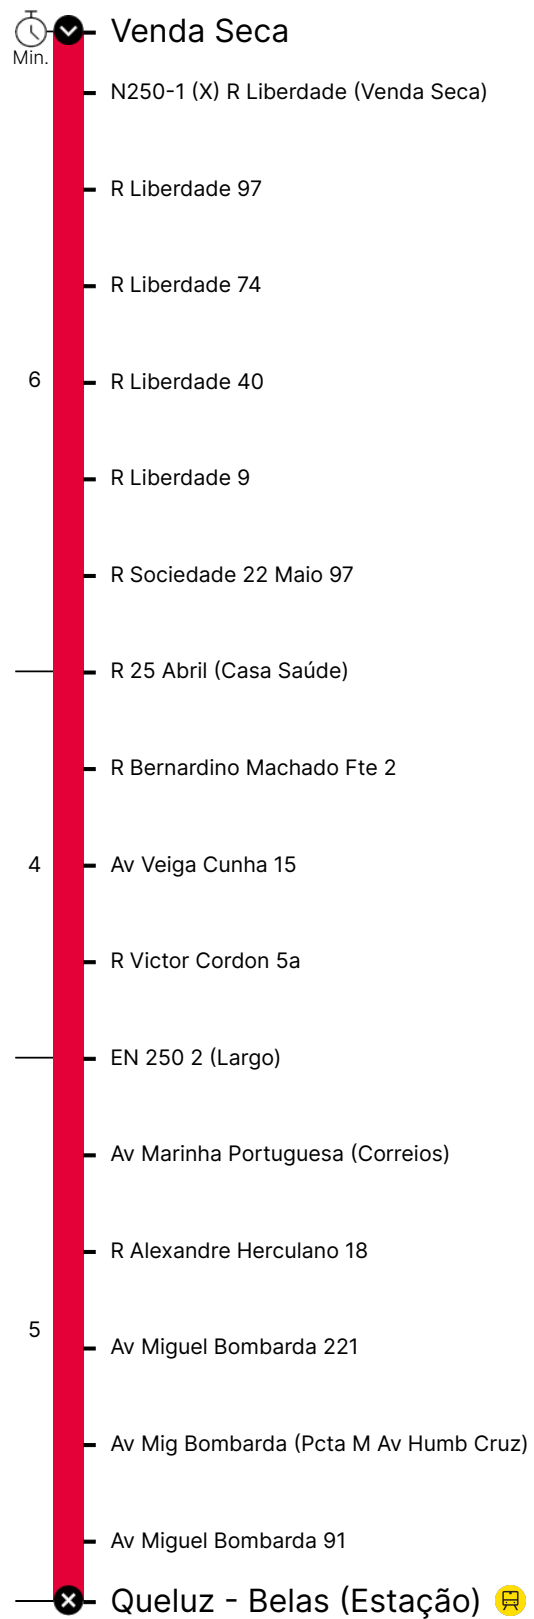 Venda Seca
Min.
N250-1 (X) R Liberdade (Venda Seca)
R Liberdade 97
R Liberdade 74
6
R Liberdade 40
R Liberdade 9
R Sociedade 22 Maio 97
R 25 Abril (Casa Saúde)
R Bernardino Machado Fte 2
4
Av Veiga Cunha 15
R Victor Cordon 5a
EN 250 2 (Largo)
Av Marinha Portuguesa (Correios)
R Alexandre Herculano 18
5
Av Miguel Bombarda 221
Av Mig Bombarda (Pcta M Av Humb Cruz)
Av Miguel Bombarda 91
Queluz - Belas (Estação)